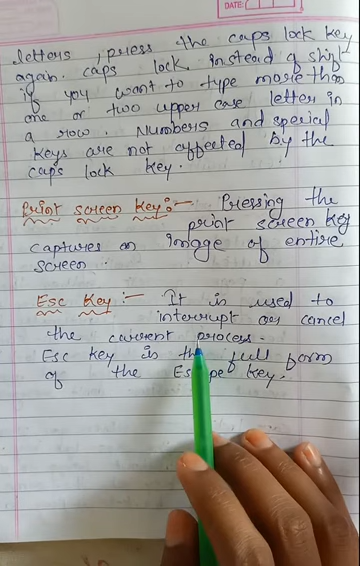 DATE:
letters, press the caps lock key
again. caps lock instead of shift
if you want to type more than
one or two upper case letter in
a row. Numbers and special
keys are not affected by the
caps lock key.
Print screen key:- Pressing the
print screen key
captures an image of entire
screen.
Esc Key:- It is used to
interrupt or cancel
the current process.
Esc key is the full form
of the Escape key.